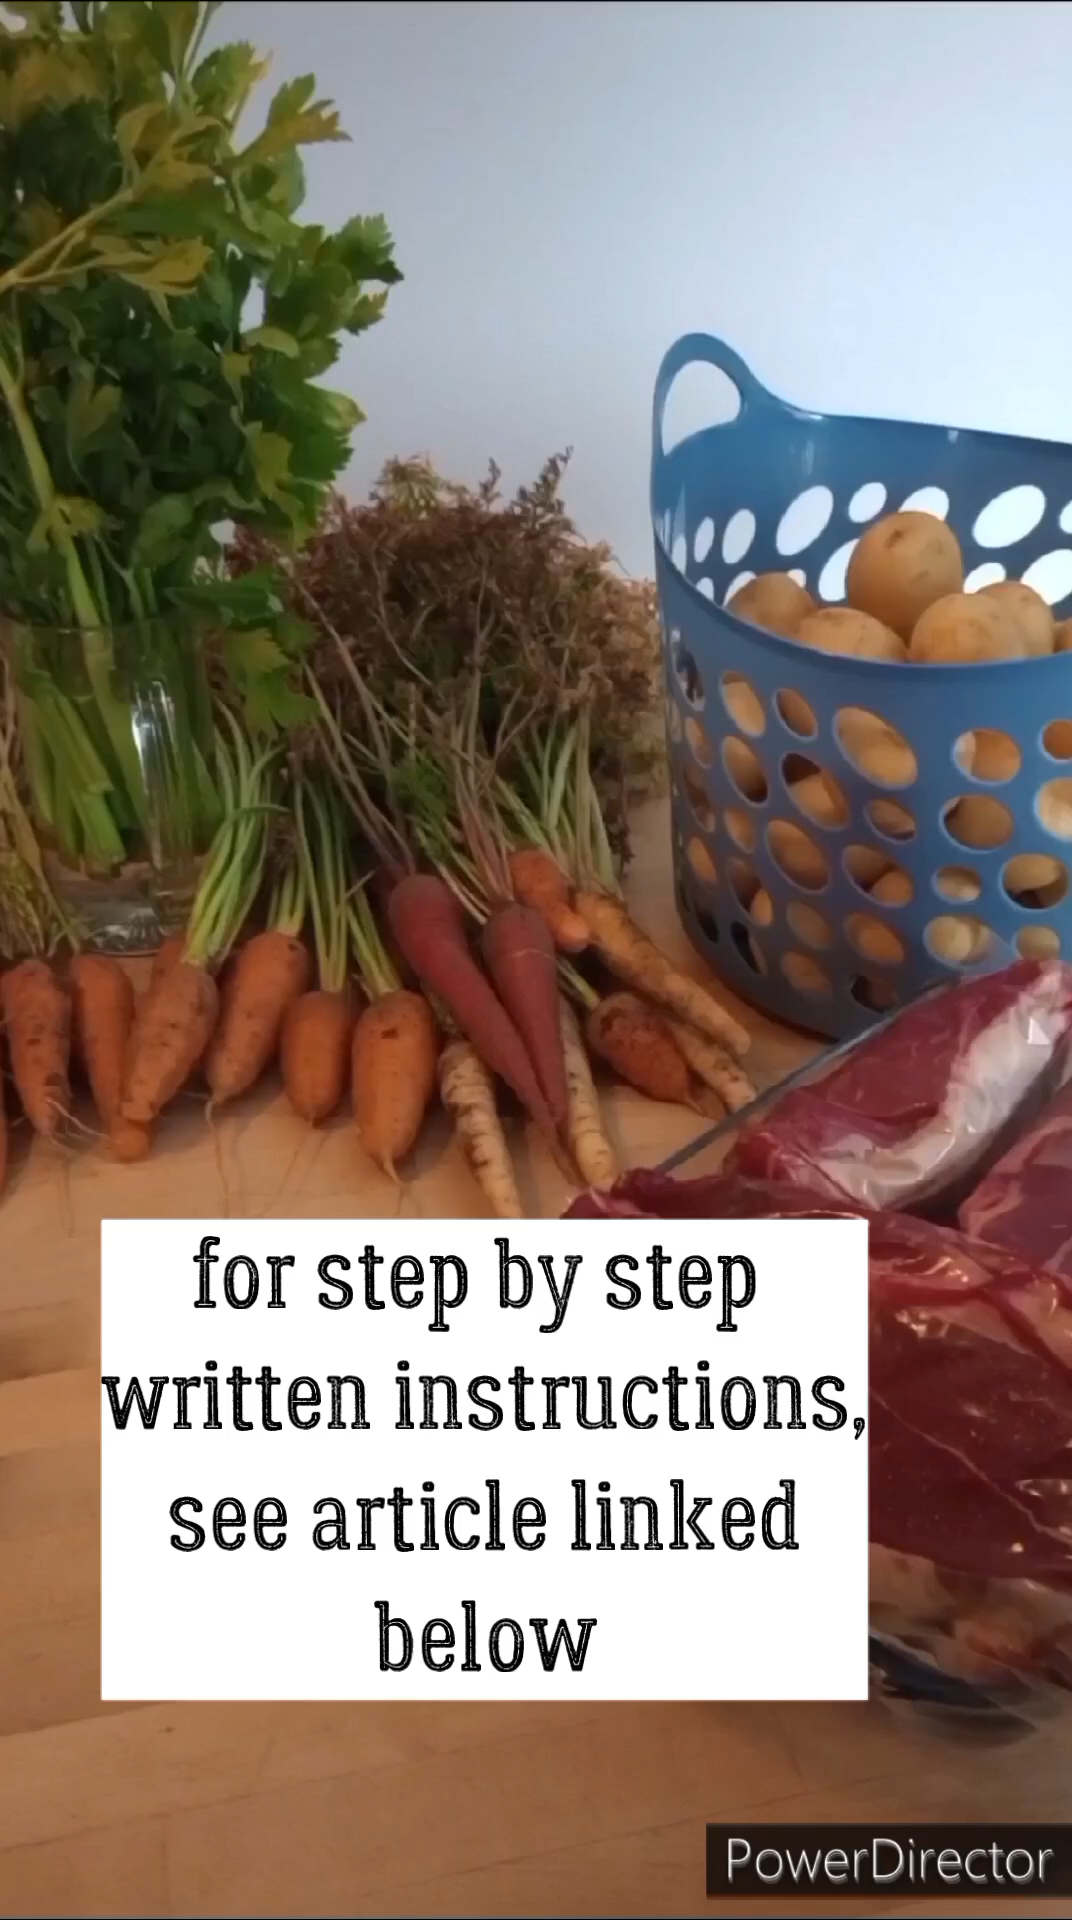 for step by step
written instructions,
see article linked
below
PowerDirector